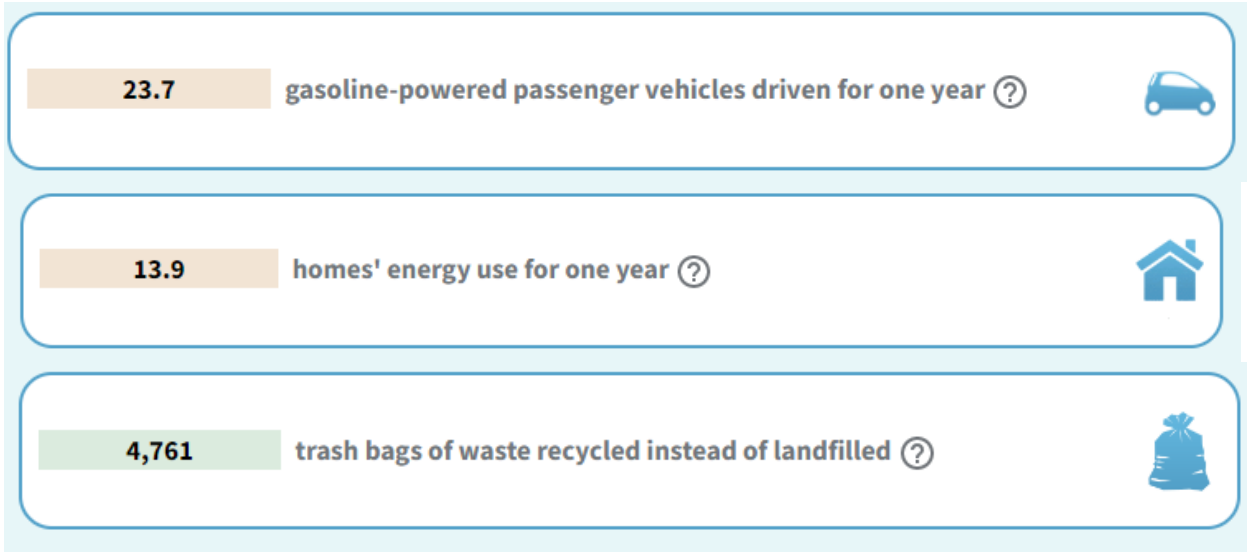 23.7 gasoline-powered passenger vehicles driven for one year ?
13.9 homes' energy use for one year ?
4,761 trash bags of waste recycled instead of landfilled ?